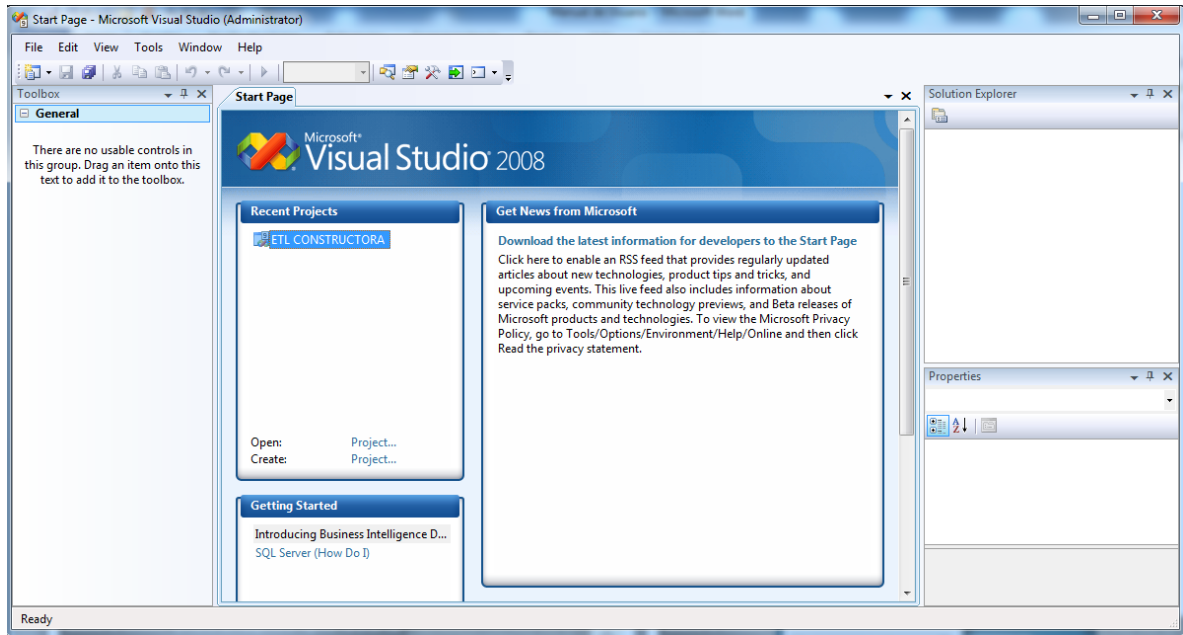 Start Page - Microsoft Visual Studio (Administrator)
File Edit View Tools Window Help
Toolbox
General
There are no usable controls in
this group. Drag an item onto this
text to add it to the toolbox.
Start Page
Microsoft
Visual Studio 2008
Recent Projects
ETL CONSTRUCTORA
Open: Project...
Create: Project...
Getting Started
Introducing Business Intelligence D...
SQL Server (How Do I)
Get News from Microsoft
Download the latest information for developers to the Start Page
Click here to enable an RSS feed that provides regularly updated
articles about new technologies, product tips and tricks, and
upcoming events. This live feed also includes information about
service packs, community technology previews, and Beta releases of
Microsoft products and technologies. To view the Microsoft Privacy
Policy, go to Tools/Options/Environment/Help/Online and then click
Read the privacy statement.
Solution Explorer
Properties
Ready